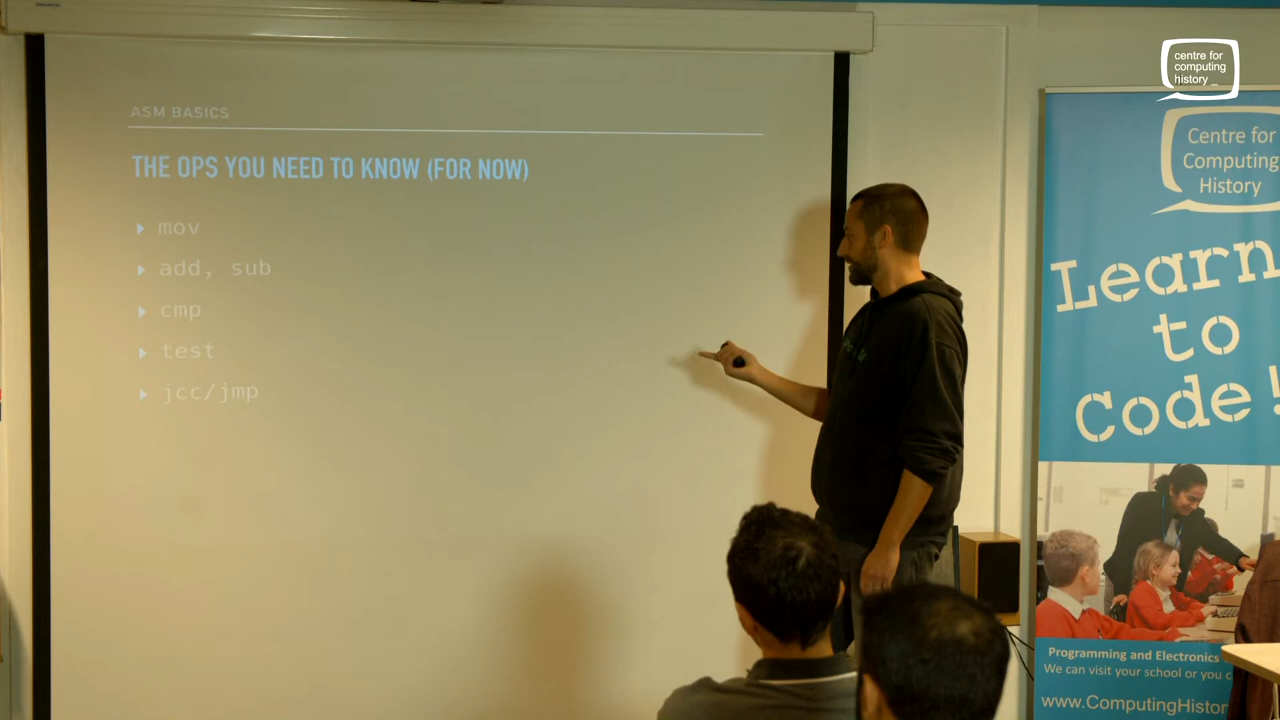 ASM BASICS
THE OPS YOU NEED TO KNOW (FOR NOW)
mov
add, sub
cmp
test
jcc/jmp
centre for
computing
history _
Centre for
Computing
History
Learn
to
Code!
Programming and Electronics
We can visit your school or you c
www.ComputingHistor